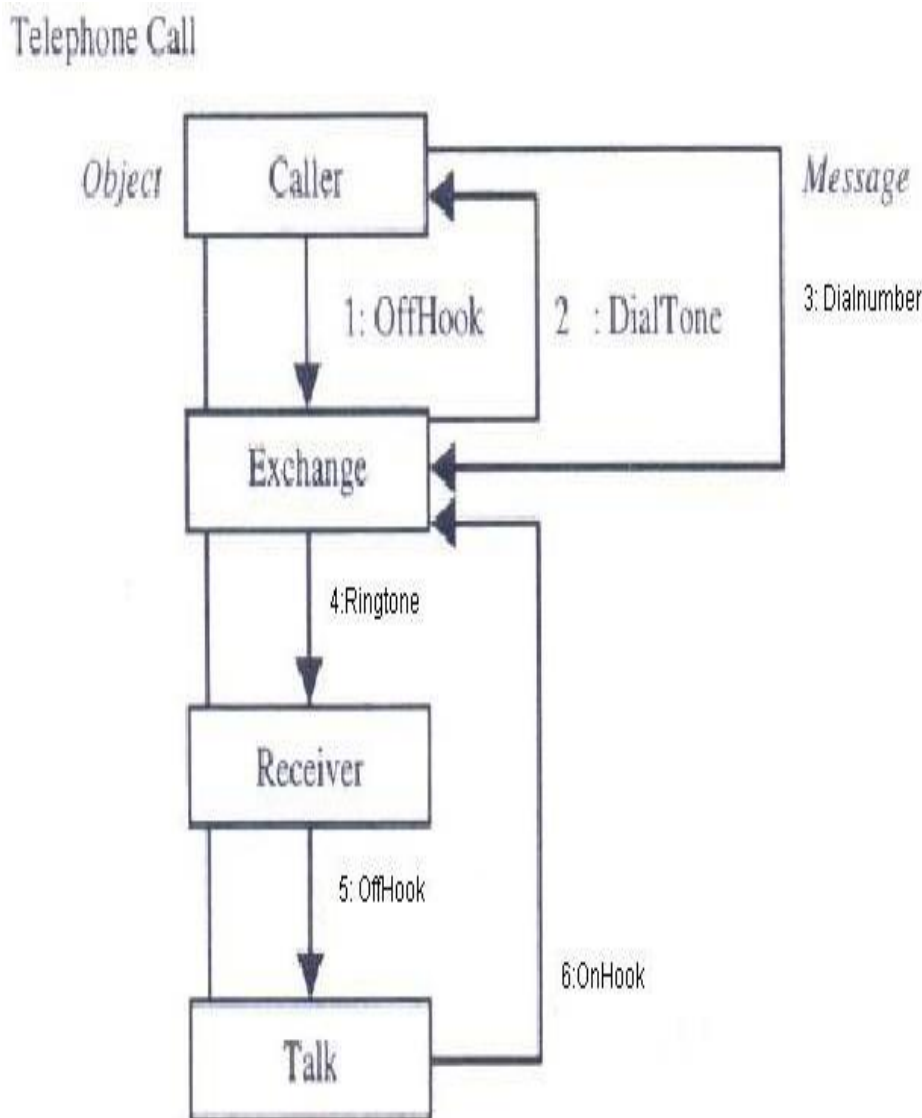 Telephone Call
Object
Caller
Message
1: OffHook
2 : DialTone
3: Dialnumber
Exchange
4:Ringtone
Receiver
5: OffHook
6:OnHook
Talk